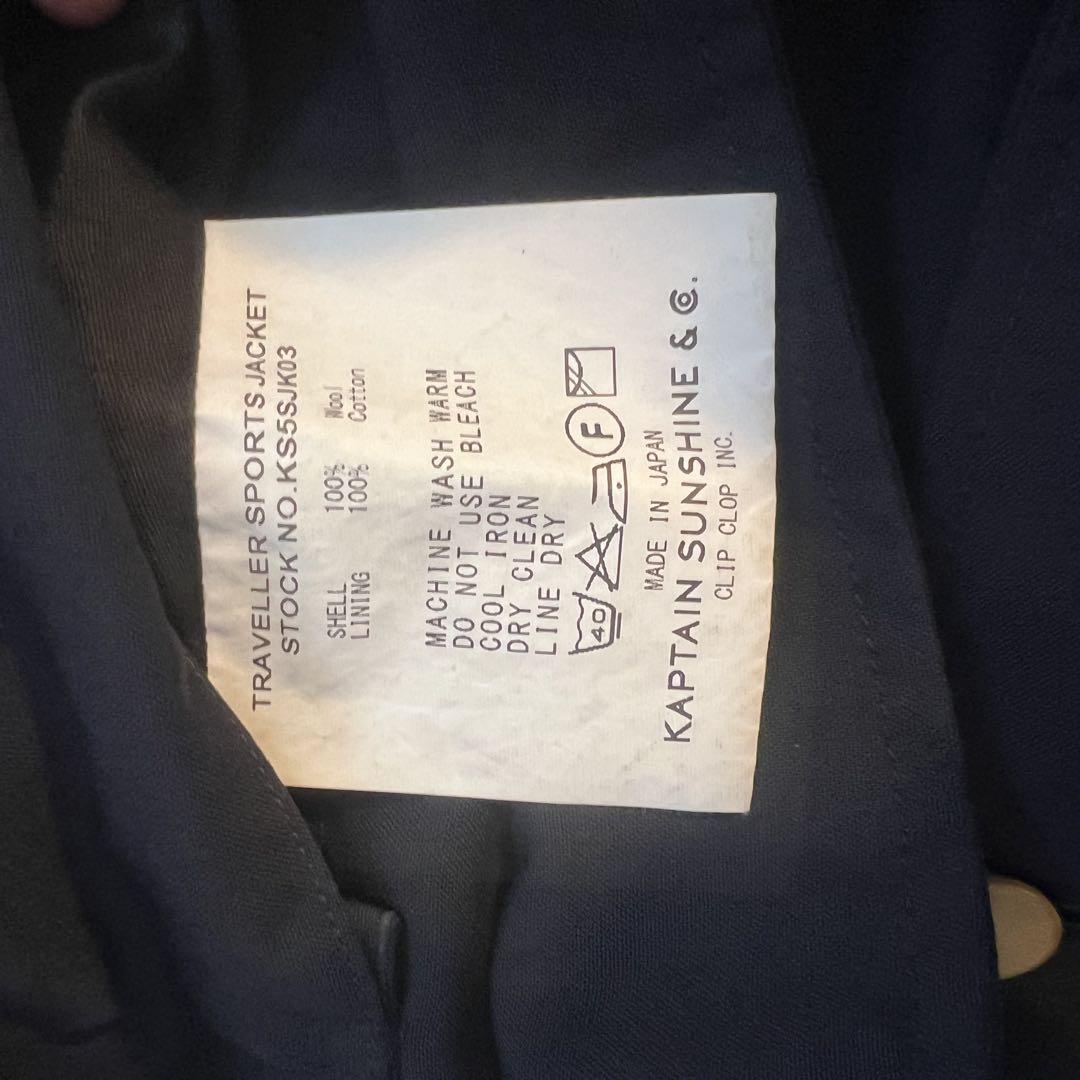 TRAVELLER SPORTS JACKET
STOCK NO.KS5SJK03
SHELL 100% Wool
LINING 100% Cotton
MACHINE WASH WARM
DO NOT USE BLEACH
COOL IRON
DRY CLEAN
LINE DRY
40 F
MADE IN JAPAN
KAPTAIN SUNSHINE & Co.
CLIP CLOP INC.